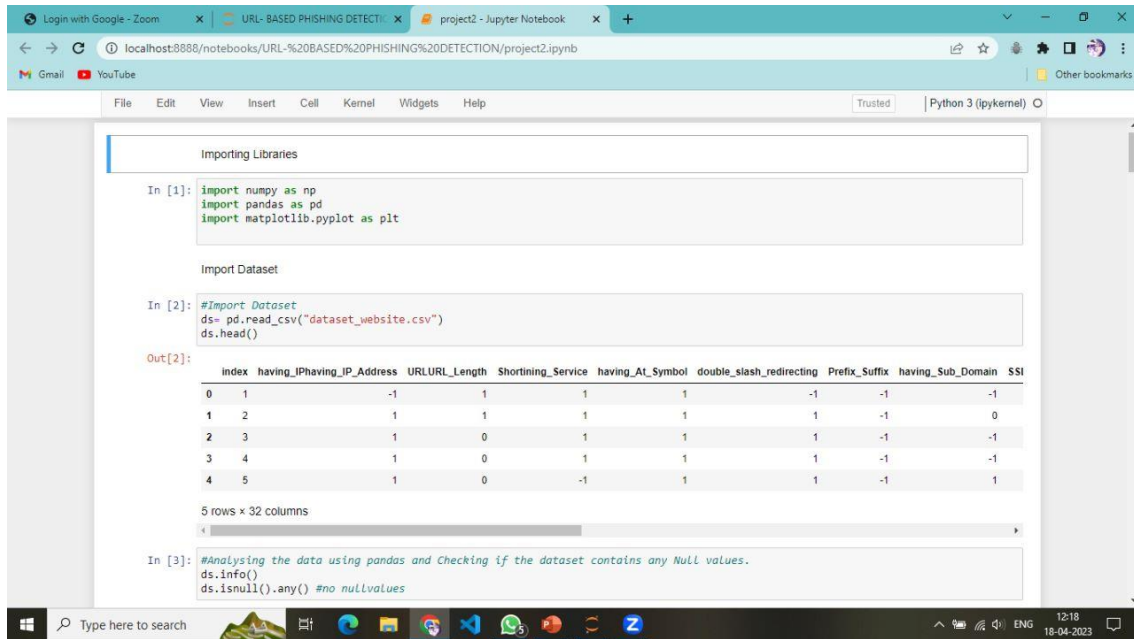 Login with Google - Zoom
URL- BASED PHISHING DETECTIO
project2 - Jupyter Notebook
localhost:8888/notebooks/URL-%20BASED%20PHISHING%20DETECTION/project2.ipynb
Gmail YouTube Other bookmarks
File Edit View Insert Cell Kernel Widgets Help Trusted Python 3 (ipykernel)
Importing Libraries
In [1]: import numpy as np
import pandas as pd
import matplotlib.pyplot as plt
Import Dataset
In [2]: #Import Dataset
ds= pd.read_csv("dataset_website.csv")
ds.head()
Out[2]:
index having_IPhaving_IP_Address URLURL_Length Shortining_Service having_At_Symbol double_slash_redirecting Prefix_Suffix having_Sub_Domain SSl
0 1 -1 1 1 1 -1 -1 -1
1 2 1 1 1 1 1 -1 0
2 3 1 0 1 1 1 -1 -1
3 4 1 0 1 1 1 -1 -1
4 5 1 0 -1 1 1 -1 1
5 rows × 32 columns
In [3]: #Analysing the data using pandas and Checking if the dataset contains any Null values.
ds.info()
ds.isnull().any() #no nullvalues
Type here to search
5
ENG
12:18
18-04-2023